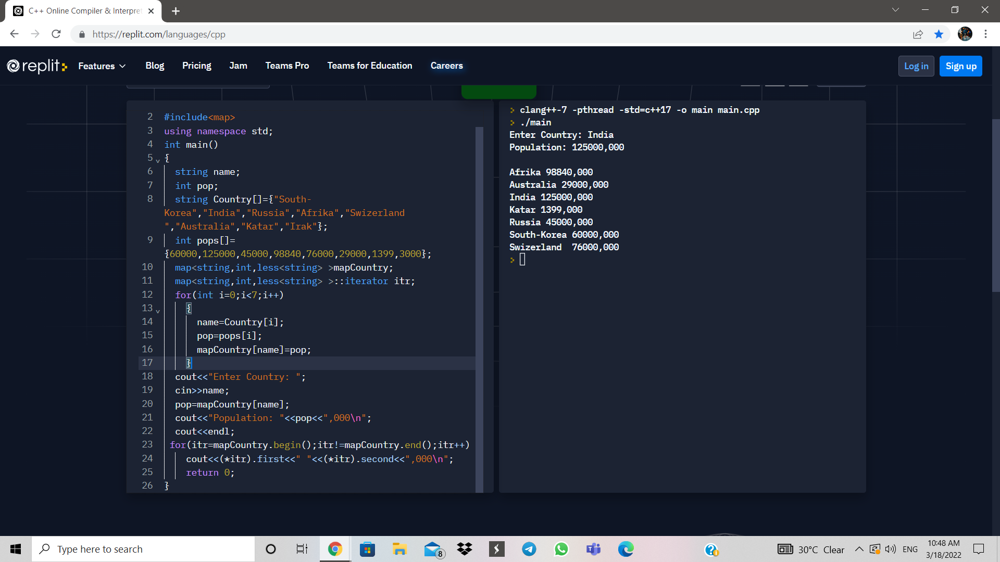 C++ Online Compiler & Interpret
https://replit.com/languages/cpp
replit
Features
Blog
Pricing
Jam
Teams Pro
Teams for Education
Careers
Log in
Sign up
2 #include<map>
3 using namespace std;
4 int main()
5 {
6 string name;
7 int pop;
8 string Country[]={"South-
Korea","India","Russia","Afrika","Swizerland
","Australia","Katar","Irak"};
9 int pops[]=
{60000,125000,45000,98840,76000,29000,1399,3000};
10 map<string,int,less<string> >mapCountry;
11 map<string,int,less<string> >::iterator itr;
12 for(int i=0;i<7;i++)
13 {
14 name=Country[i];
15 pop=pops[i];
16 mapCountry[name]=pop;
17 }
18 cout<<"Enter Country: ";
19 cin>>name;
20 pop=mapCountry[name];
21 cout<<"Population: "<<pop<<",000\n";
22 cout<<endl;
23 for(itr=mapCountry.begin();itr!=mapCountry.end();itr++)
24 cout<<(*itr).first<<" "<<(*itr).second<<",000\n";
25 return 0;
26 }
clang++-7 -pthread -std=c++17 -o main main.cpp
./main
Enter Country: India
Population: 125000,000
Afrika 98840,000
Australia 29000,000
India 125000,000
Katar 1399,000
Russia 45000,000
South-Korea 60000,000
Swizerland  76000,000
Type here to search
8
30°C Clear
ENG
10:48 AM
3/18/2022